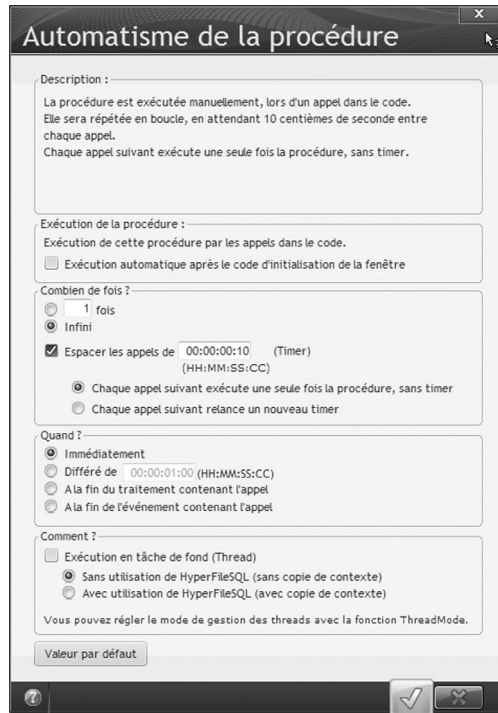 x
Automatisme de la procédure
Description :
La procédure est exécutée manuellement, lors d'un appel dans le code.
Elle sera répétée en boucle, en attendant 10 centièmes de seconde entre
chaque appel.
Chaque appel suivant exécute une seule fois la procédure, sans timer.
Exécution de la procédure :
Exécution de cette procédure par les appels dans le code.
Exécution automatique après le code d'initialisation de la fenêtre
Combien de fois ?
1 fois
Infini
Espacer les appels de 00:00:00:10 (Timer)
(HH:MM:SS:CC)
Chaque appel suivant exécute une seule fois la procédure, sans timer
Chaque appel suivant relance un nouveau timer
Quand ?
Immédiatement
Différé de 00:00:01:00 (HH:MM:SS:CC)
A la fin du traitement contenant l'appel
A la fin de l'événement contenant l'appel
Comment ?
Exécution en tâche de fond (Thread)
Sans utilisation de HyperFileSQL (sans copie de contexte)
Avec utilisation de HyperFileSQL (avec copie de contexte)
Vous pouvez régler le mode de gestion des threads avec la fonction ThreadMode.
Valeur par défaut
?